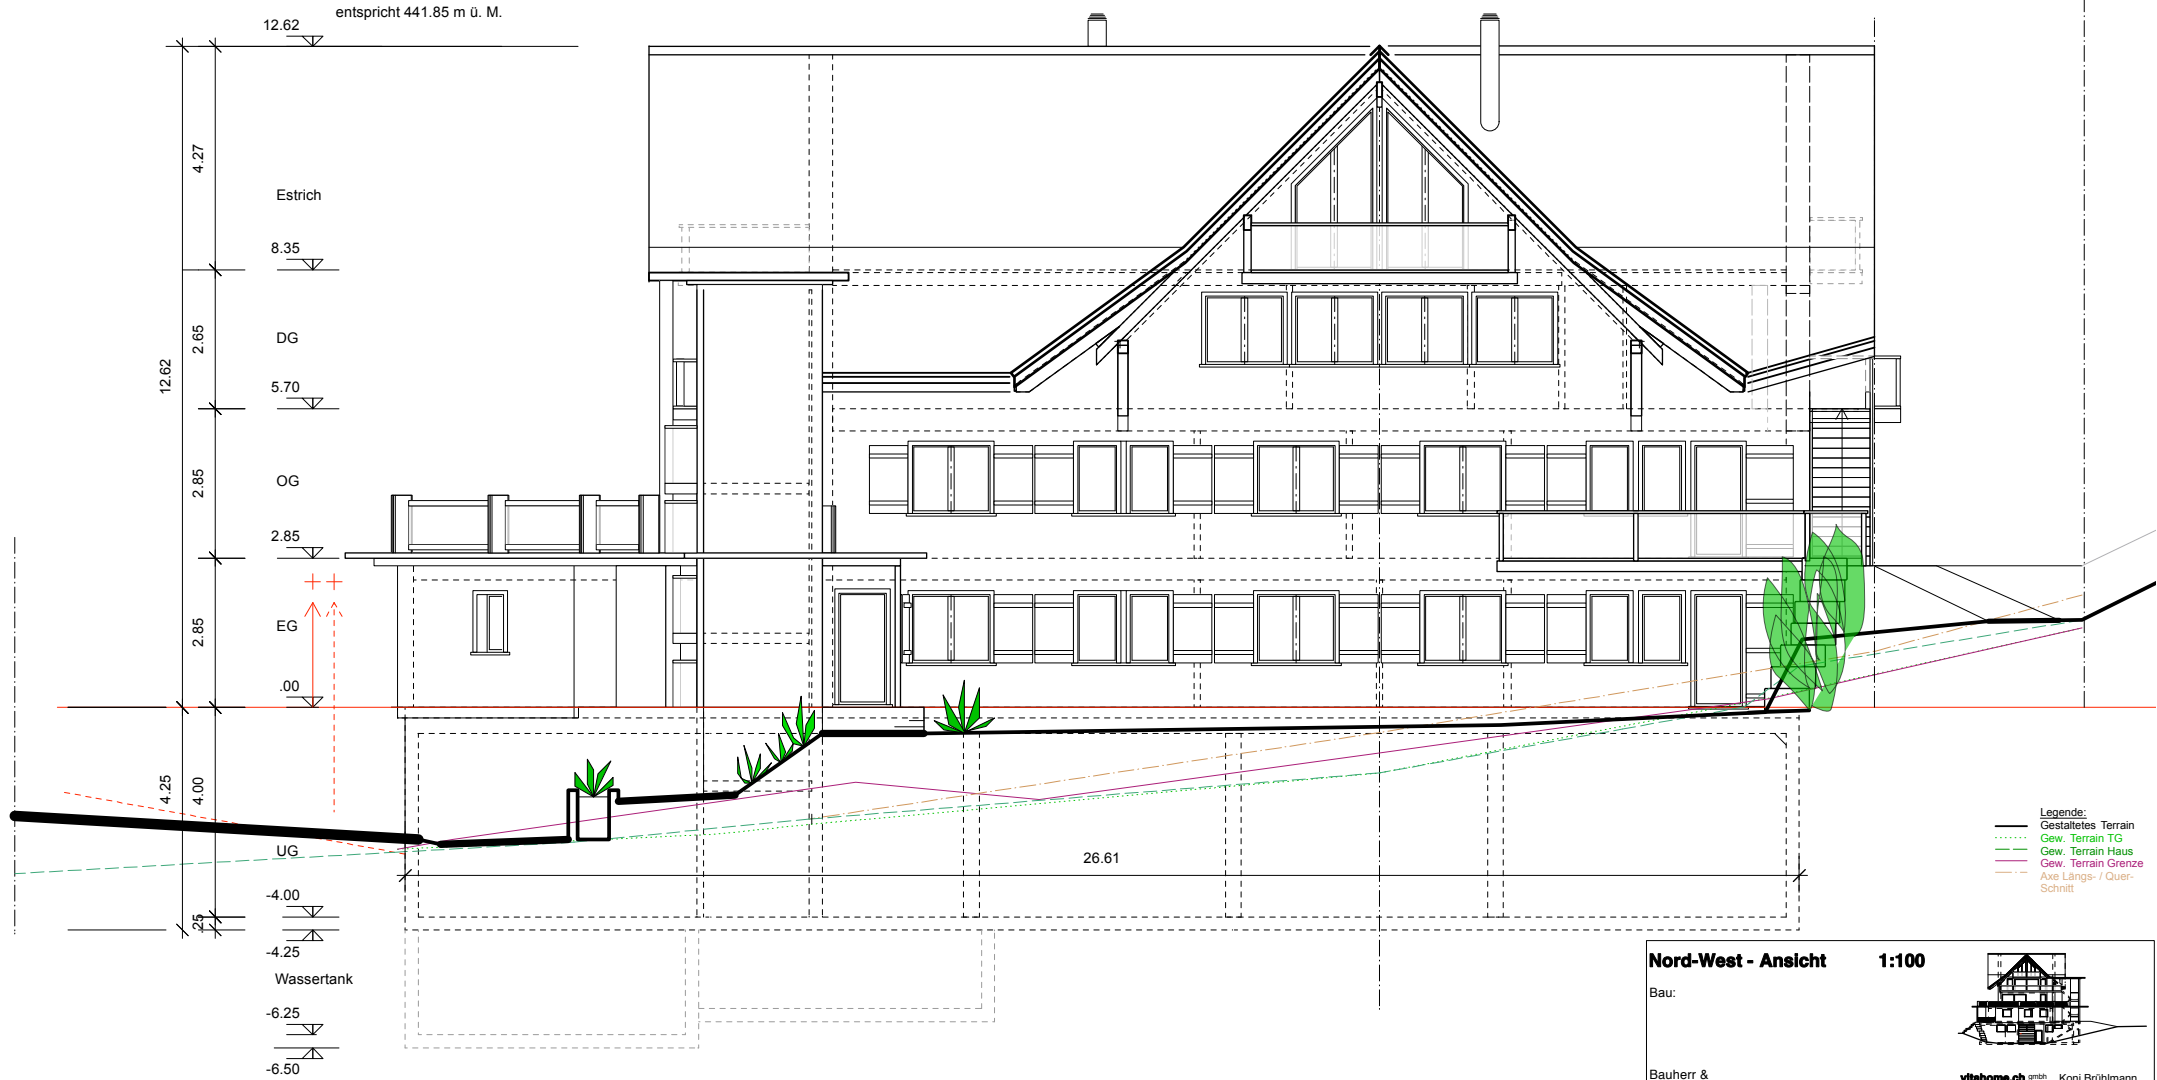 entspricht 441.85 m ü. M.
12.62
4.27
Estrich
8.35
2.65
DG
12.62
5.70
2.85
OG
2.85
2.85
EG
.00
4.25
4.00
UG
26.61
-4.00
25
-4.25
Wassertank
-6.25
-6.50
Legende:
Gestaltetes Terrain
Gew. Terrain TG
Gew. Terrain Haus
Gew. Terrain Grenze
Axe Längs- / Quer-
Schnitt
Nord-West - Ansicht 1:100
Bau:
Bauherr &
vitahome.ch gmbh Koni Brühlmann